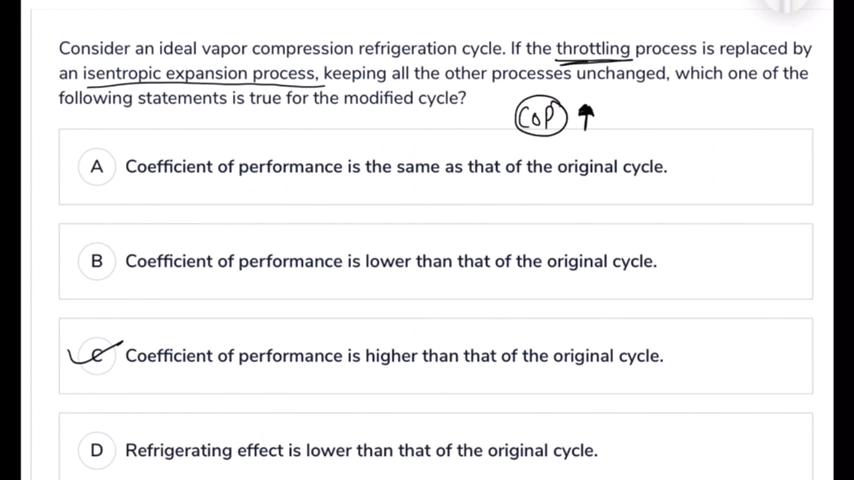 Consider an ideal vapor compression refrigeration cycle. If the throttling process is replaced by
an isentropic expansion process, keeping all the other processes unchanged, which one of the
following statements is true for the modified cycle?
COP
A Coefficient of performance is the same as that of the original cycle.
B Coefficient of performance is lower than that of the original cycle.
C Coefficient of performance is higher than that of the original cycle.
D Refrigerating effect is lower than that of the original cycle.